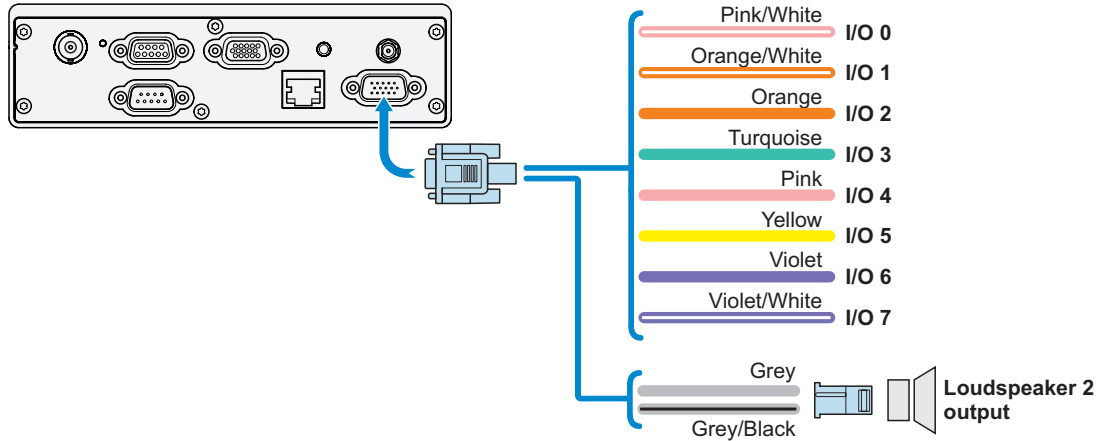 Pink/White
I/O 0
Orange/White
I/O 1
Orange
I/O 2
Turquoise
I/O 3
Pink
I/O 4
Yellow
I/O 5
Violet
I/O 6
Violet/White
I/O 7
Grey
Grey/Black
Loudspeaker 2
output